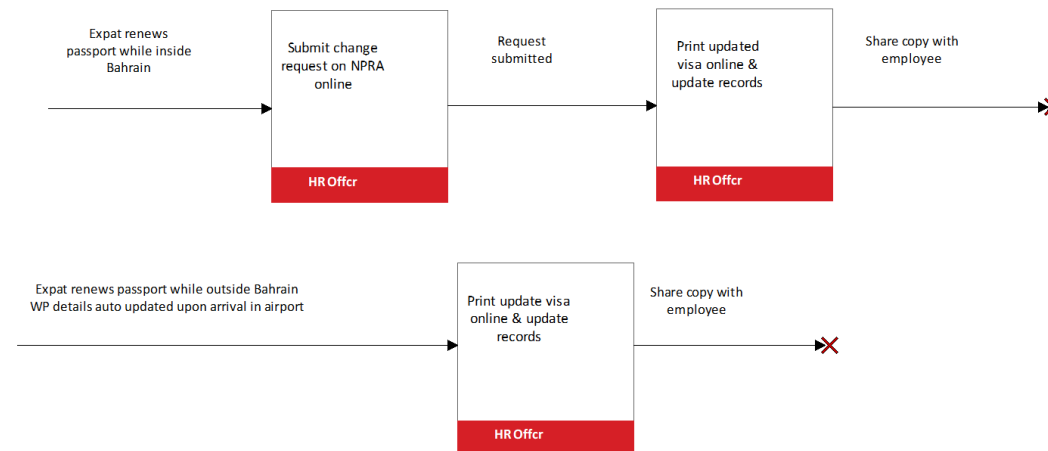 Expat renews
passport while inside
Bahrain
Submit change
request on NPRA
online
HR Offcr
Request
submitted
Print updated
visa online &
update records
HR Offcr
Share copy with
employee
Expat renews passport while outside Bahrain
WP details auto updated upon arrival in airport
Print update visa
online & update
records
HR Offcr
Share copy with
employee